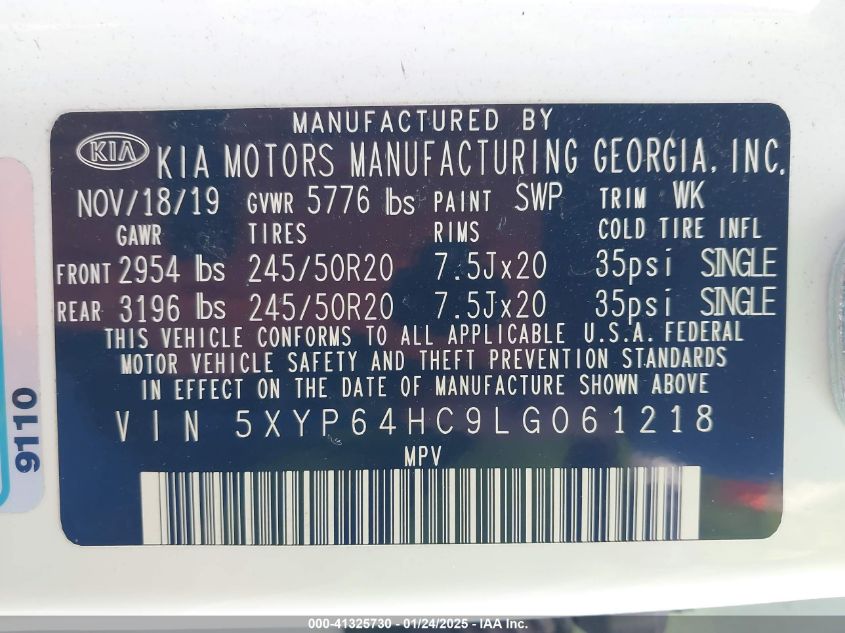 MANUFACTURED BY
KIA KIA MOTORS MANUFACTURING GEORGIA, INC.
NOV/18/19 GVWR 5776 lbs PAINT SWP TRIM WK
GAWR TIRES RIMS COLD TIRE INFL
FRONT 2954 lbs 245/50R20 7.5Jx20 35psi SINGLE
REAR 3196 lbs 245/50R20 7.5Jx20 35psi SINGLE
THIS VEHICLE CONFORMS TO ALL APPLICABLE U.S.A. FEDERAL
MOTOR VEHICLE SAFETY AND THEFT PREVENTION STANDARDS
IN EFFECT ON THE DATE OF MANUFACTURE SHOWN ABOVE
VIN 5XYP64HC9LG061218
MPV
9110
000-41325730 - 01/24/2025 - IAA Inc.